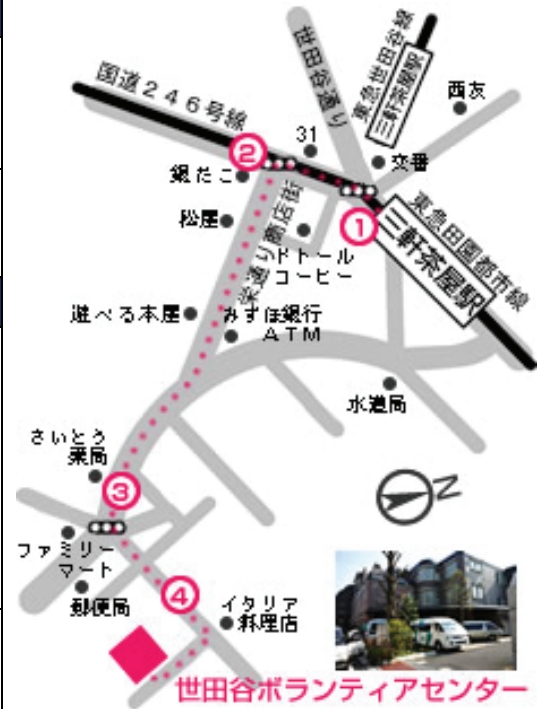 世田谷通り
東急世田谷線
三軒茶屋駅
西友
国道246号線
31
交番
②
銀だこ
①
三軒茶屋駅
東急田園都市線
松屋
栄通り商店街
ドトール
コーヒー
遊べる本屋
みずほ銀行
ATM
水道局
さいとう
薬局
③
N
ファミリー
マート
郵便局
④
イタリア
料理店
世田谷ボランティアセンター